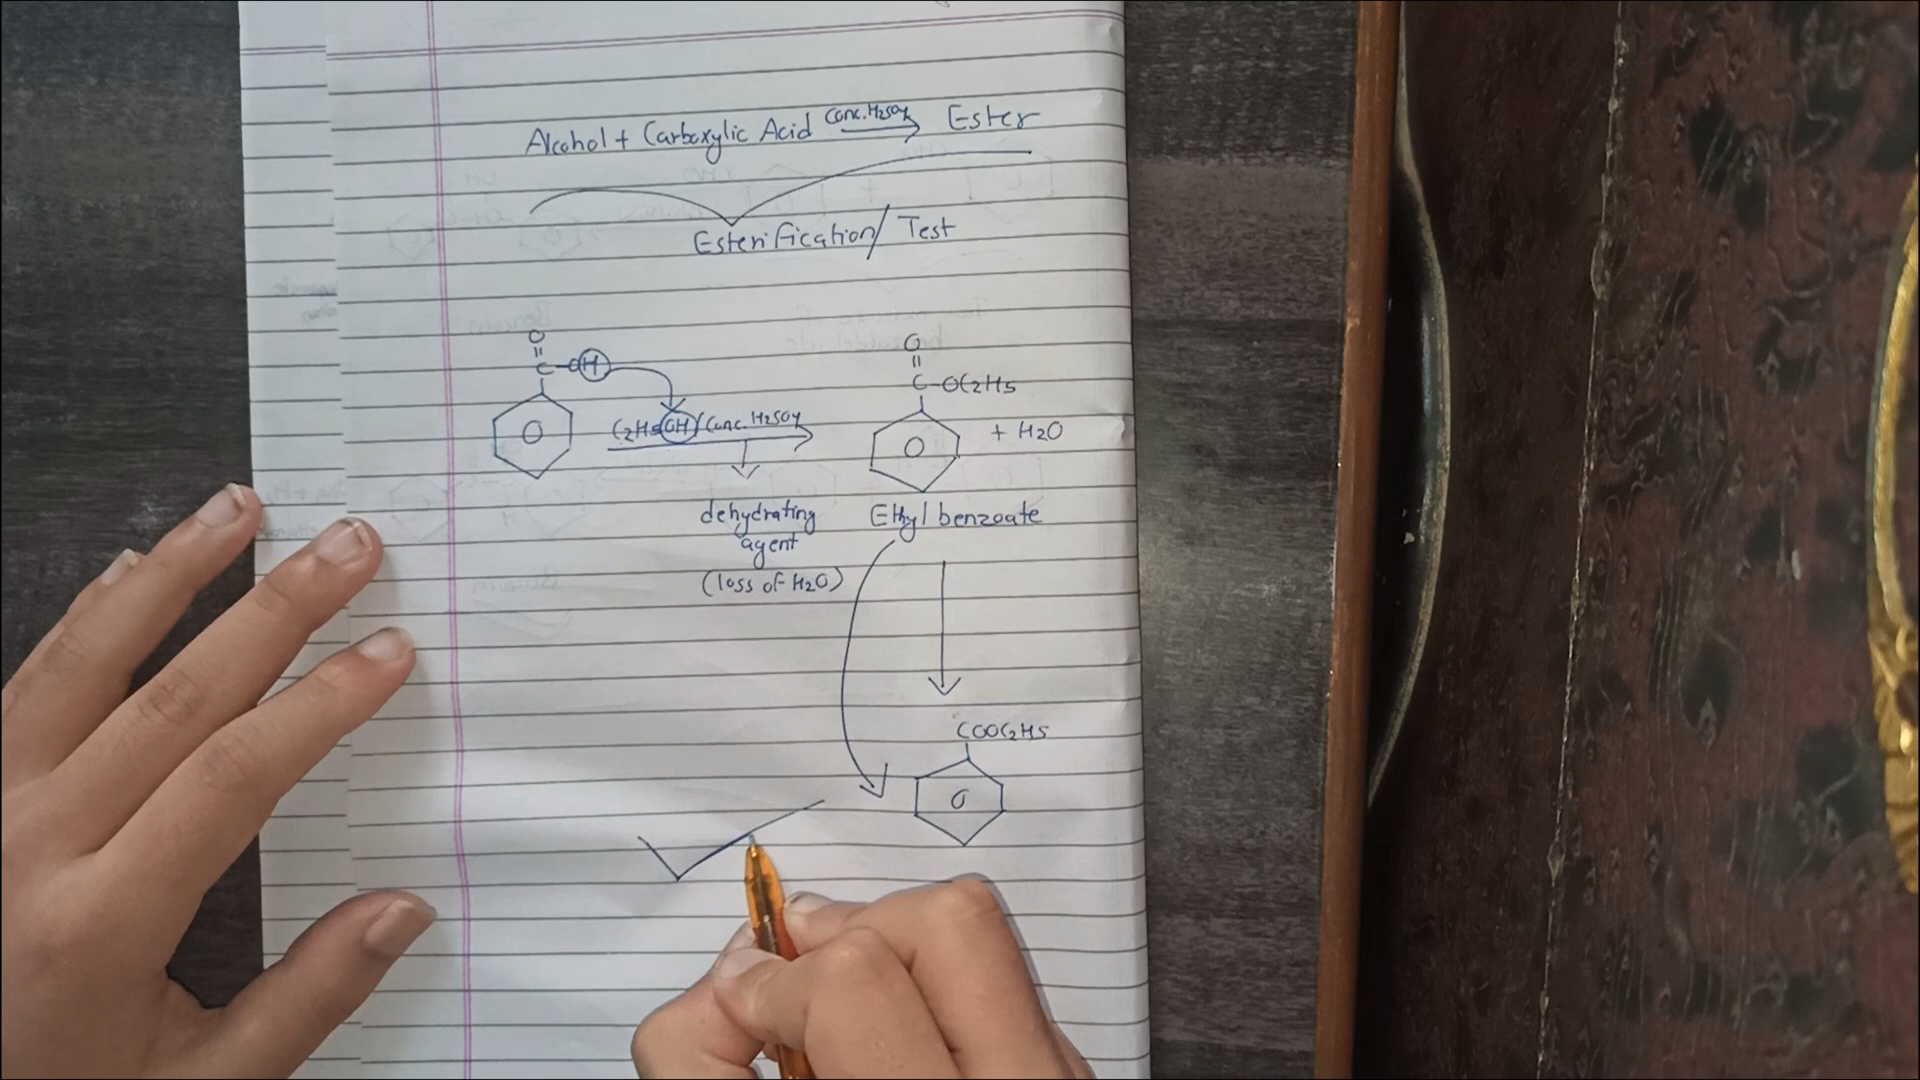 Alcohol + Carboxylic Acid Conc. H2SO4 Ester
Esterification/ Test
O
C-OH
C2H5OH/Conc. H2SO4
dehydrating
agent
(loss of H2O)
O
C-OC2H5
+ H2O
Ethyl benzoate
COOC2H5